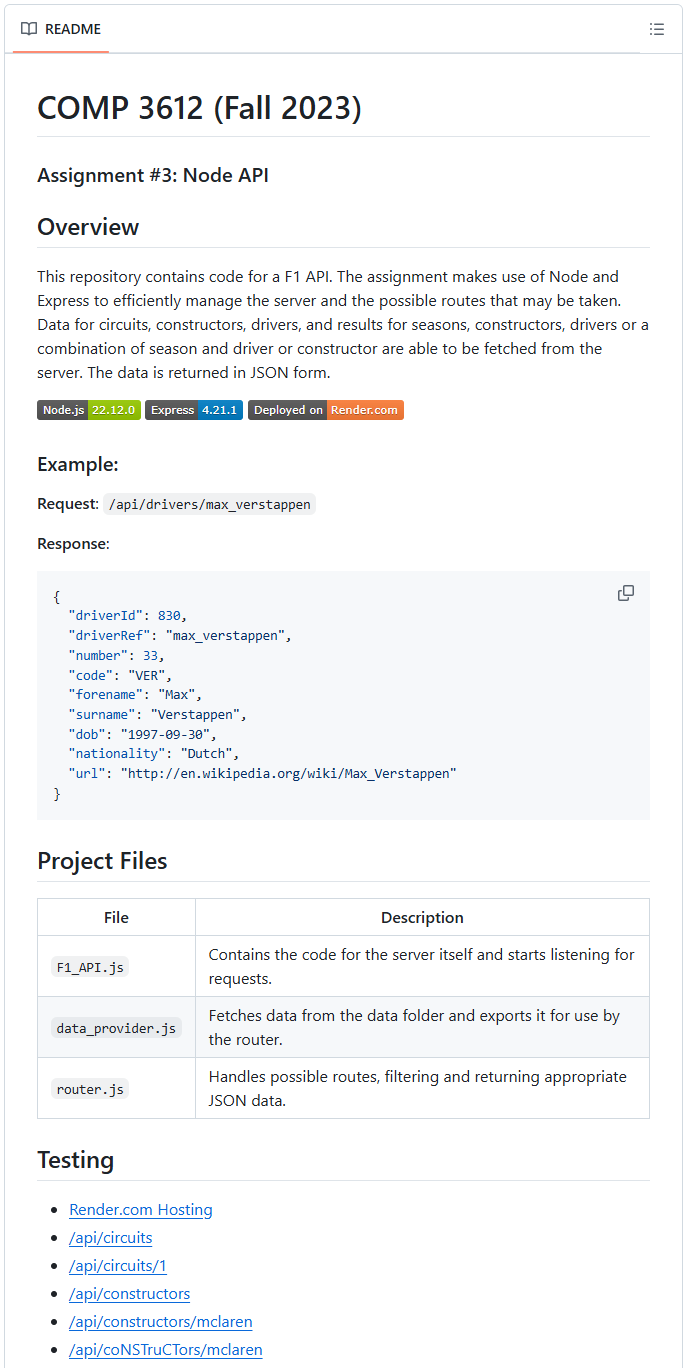 README
COMP 3612 (Fall 2023)
Assignment #3: Node API
Overview
This repository contains code for a F1 API. The assignment makes use of Node and
Express to efficiently manage the server and the possible routes that may be taken.
Data for circuits, constructors, drivers, and results for seasons, constructors, drivers or a
combination of season and driver or constructor are able to be fetched from the
server. The data is returned in JSON form.
Node.js 22.12.0 Express 4.21.1 Deployed on Render.com
Example:
Request: /api/drivers/max_verstappen
Response:
{
  "driverId": 830,
  "driverRef": "max_verstappen",
  "number": 33,
  "code": "VER",
  "forename": "Max",
  "surname": "Verstappen",
  "dob": "1997-09-30",
  "nationality": "Dutch",
  "url": "http://en.wikipedia.org/wiki/Max_Verstappen"
}
Project Files
File Description
F1_API.js Contains the code for the server itself and starts listening for
requests.
data_provider.js Fetches data from the data folder and exports it for use by
the router.
router.js Handles possible routes, filtering and returning appropriate
JSON data.
Testing
Render.com Hosting
/api/circuits
/api/circuits/1
/api/constructors
/api/constructors/mclaren
/api/coNSTruCTors/mclaren